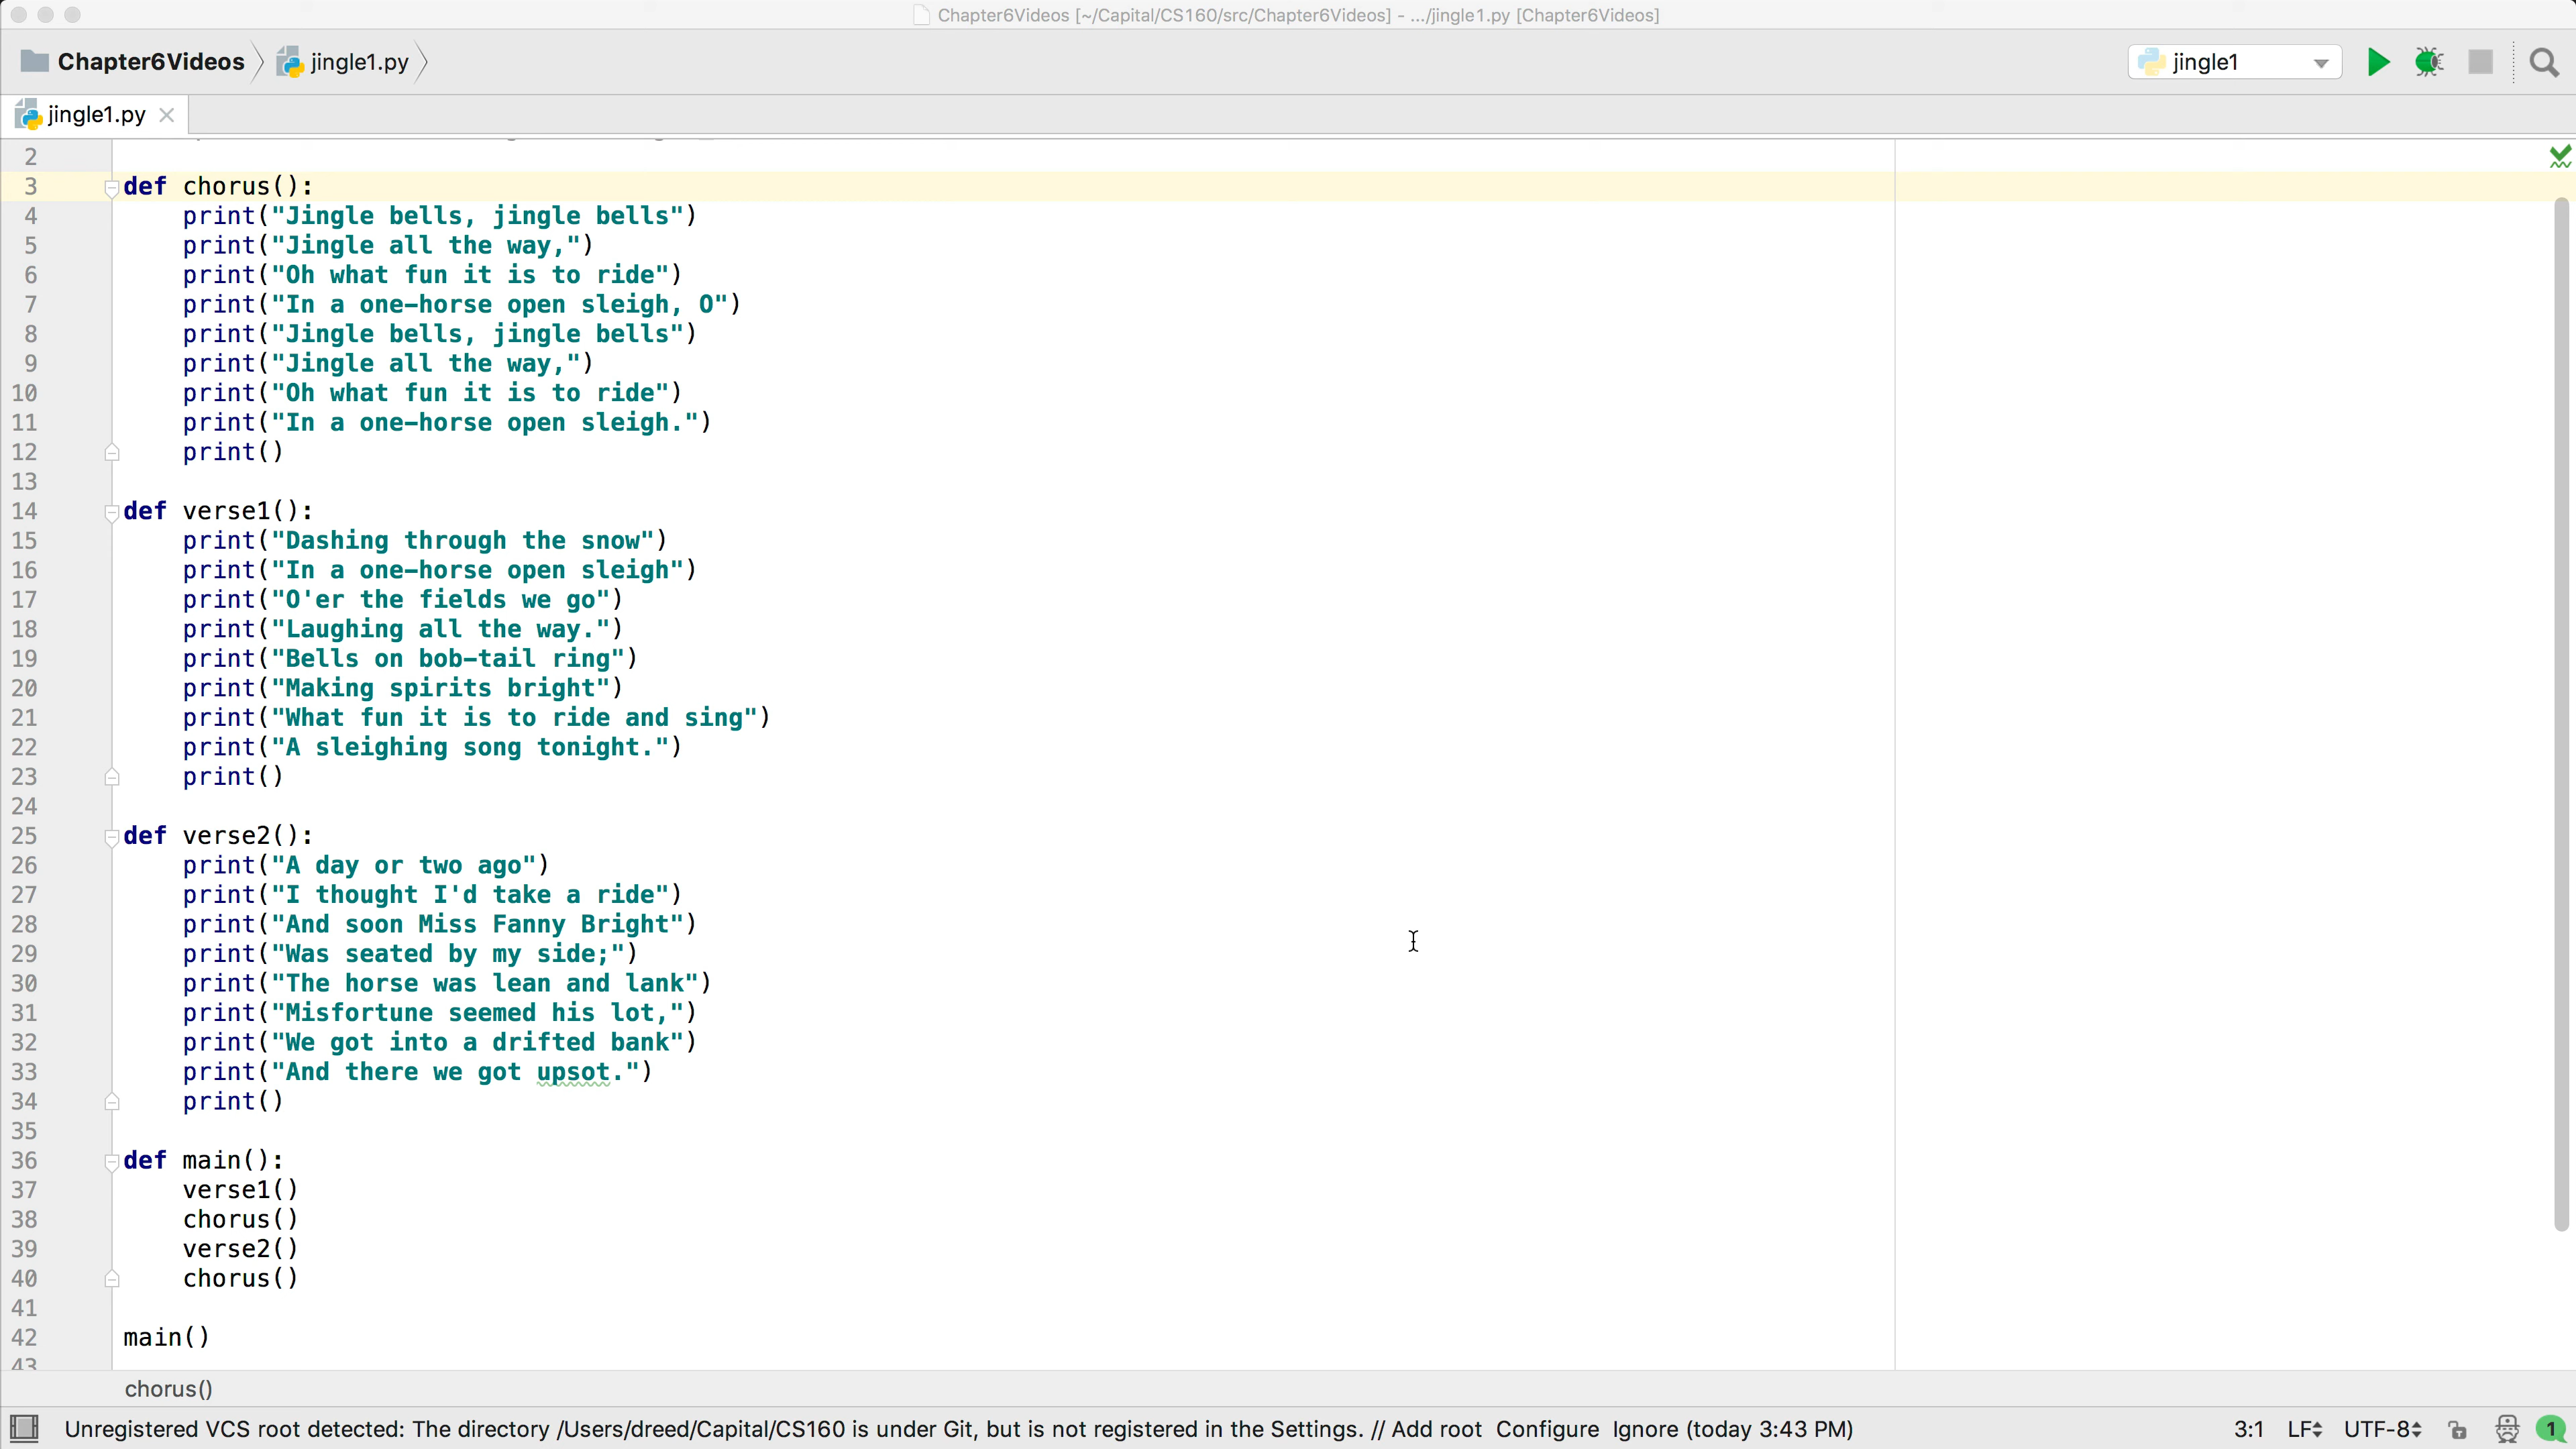 Chapter6Videos [~/Capital/CS160/src/Chapter6Videos] - .../jingle1.py [Chapter6Videos]
Chapter6Videos jingle1.py jingle1
jingle1.py
2
3 def chorus():
4 print("Jingle bells, jingle bells")
5 print("Jingle all the way,")
6 print("Oh what fun it is to ride")
7 print("In a one-horse open sleigh, O")
8 print("Jingle bells, jingle bells")
9 print("Jingle all the way,")
10 print("Oh what fun it is to ride")
11 print("In a one-horse open sleigh.")
12 print()
13
14 def verse1():
15 print("Dashing through the snow")
16 print("In a one-horse open sleigh")
17 print("O'er the fields we go")
18 print("Laughing all the way.")
19 print("Bells on bob-tail ring")
20 print("Making spirits bright")
21 print("What fun it is to ride and sing")
22 print("A sleighing song tonight.")
23 print()
24
25 def verse2():
26 print("A day or two ago")
27 print("I thought I'd take a ride")
28 print("And soon Miss Fanny Bright")
29 print("Was seated by my side;")
30 print("The horse was lean and lank")
31 print("Misfortune seemed his lot,")
32 print("We got into a drifted bank")
33 print("And there we got upsot.")
34 print()
35
36 def main():
37 verse1()
38 chorus()
39 verse2()
40 chorus()
41
42 main()
43
chorus()
Unregistered VCS root detected: The directory /Users/dreed/Capital/CS160 is under Git, but is not registered in the Settings. // Add root Configure Ignore (today 3:43 PM) 3:1 LF UTF-8 1